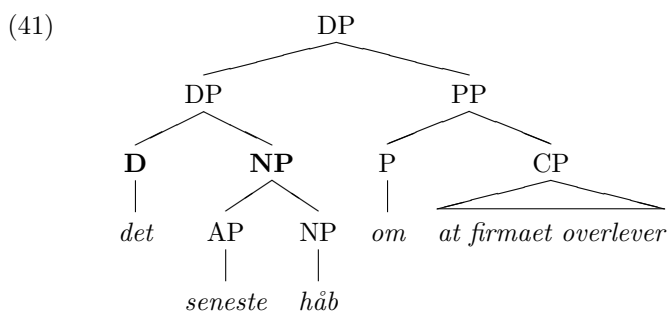 (41) DP
DP PP
D NP P CP
det AP NP om at firmaet overlever
seneste håb